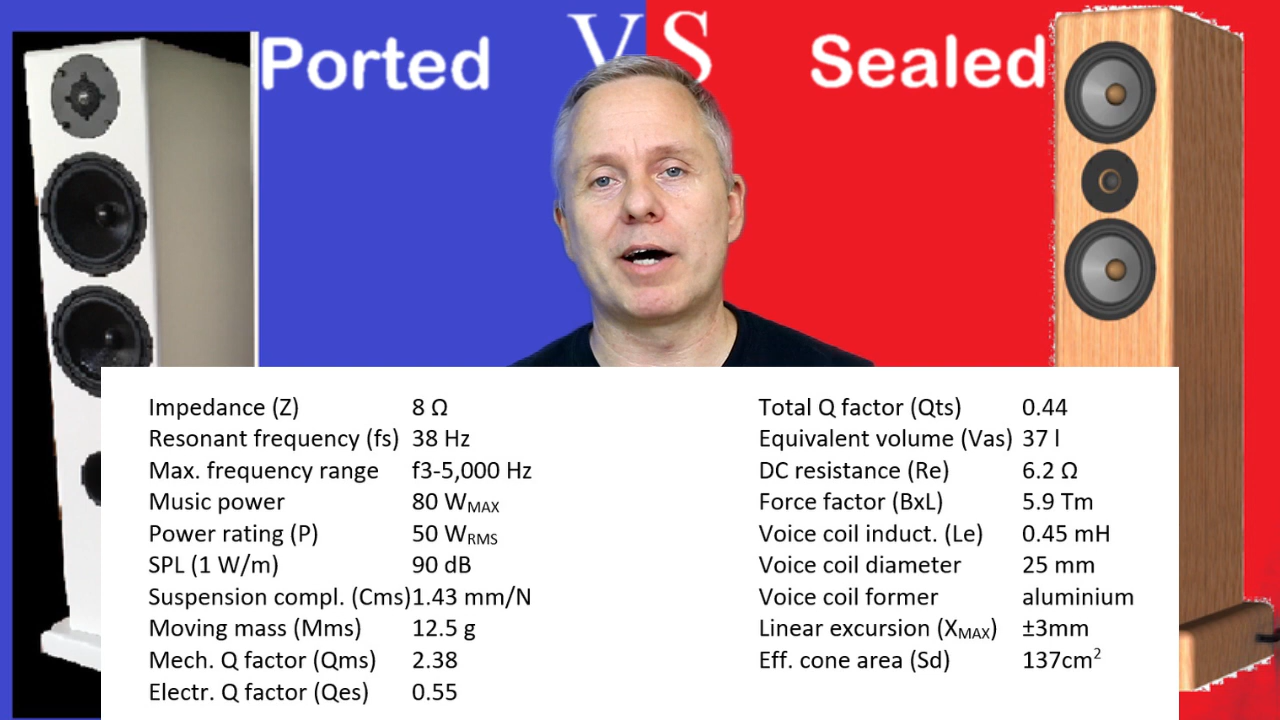 Ported VS Sealed
Impedance (Z) 8 Ω
Resonant frequency (fs) 38 Hz
Max. frequency range f3-5,000 Hz
Music power 80 WMAX
Power rating (P) 50 WRMS
SPL (1 W/m) 90 dB
Suspension compl. (Cms) 1.43 mm/N
Moving mass (Mms) 12.5 g
Mech. Q factor (Qms) 2.38
Electr. Q factor (Qes) 0.55
Total Q factor (Qts) 0.44
Equivalent volume (Vas) 37 l
DC resistance (Re) 6.2 Ω
Force factor (BxL) 5.9 Tm
Voice coil induct. (Le) 0.45 mH
Voice coil diameter 25 mm
Voice coil former aluminium
Linear excursion (XMAX) ±3mm
Eff. cone area (Sd) 137cm²